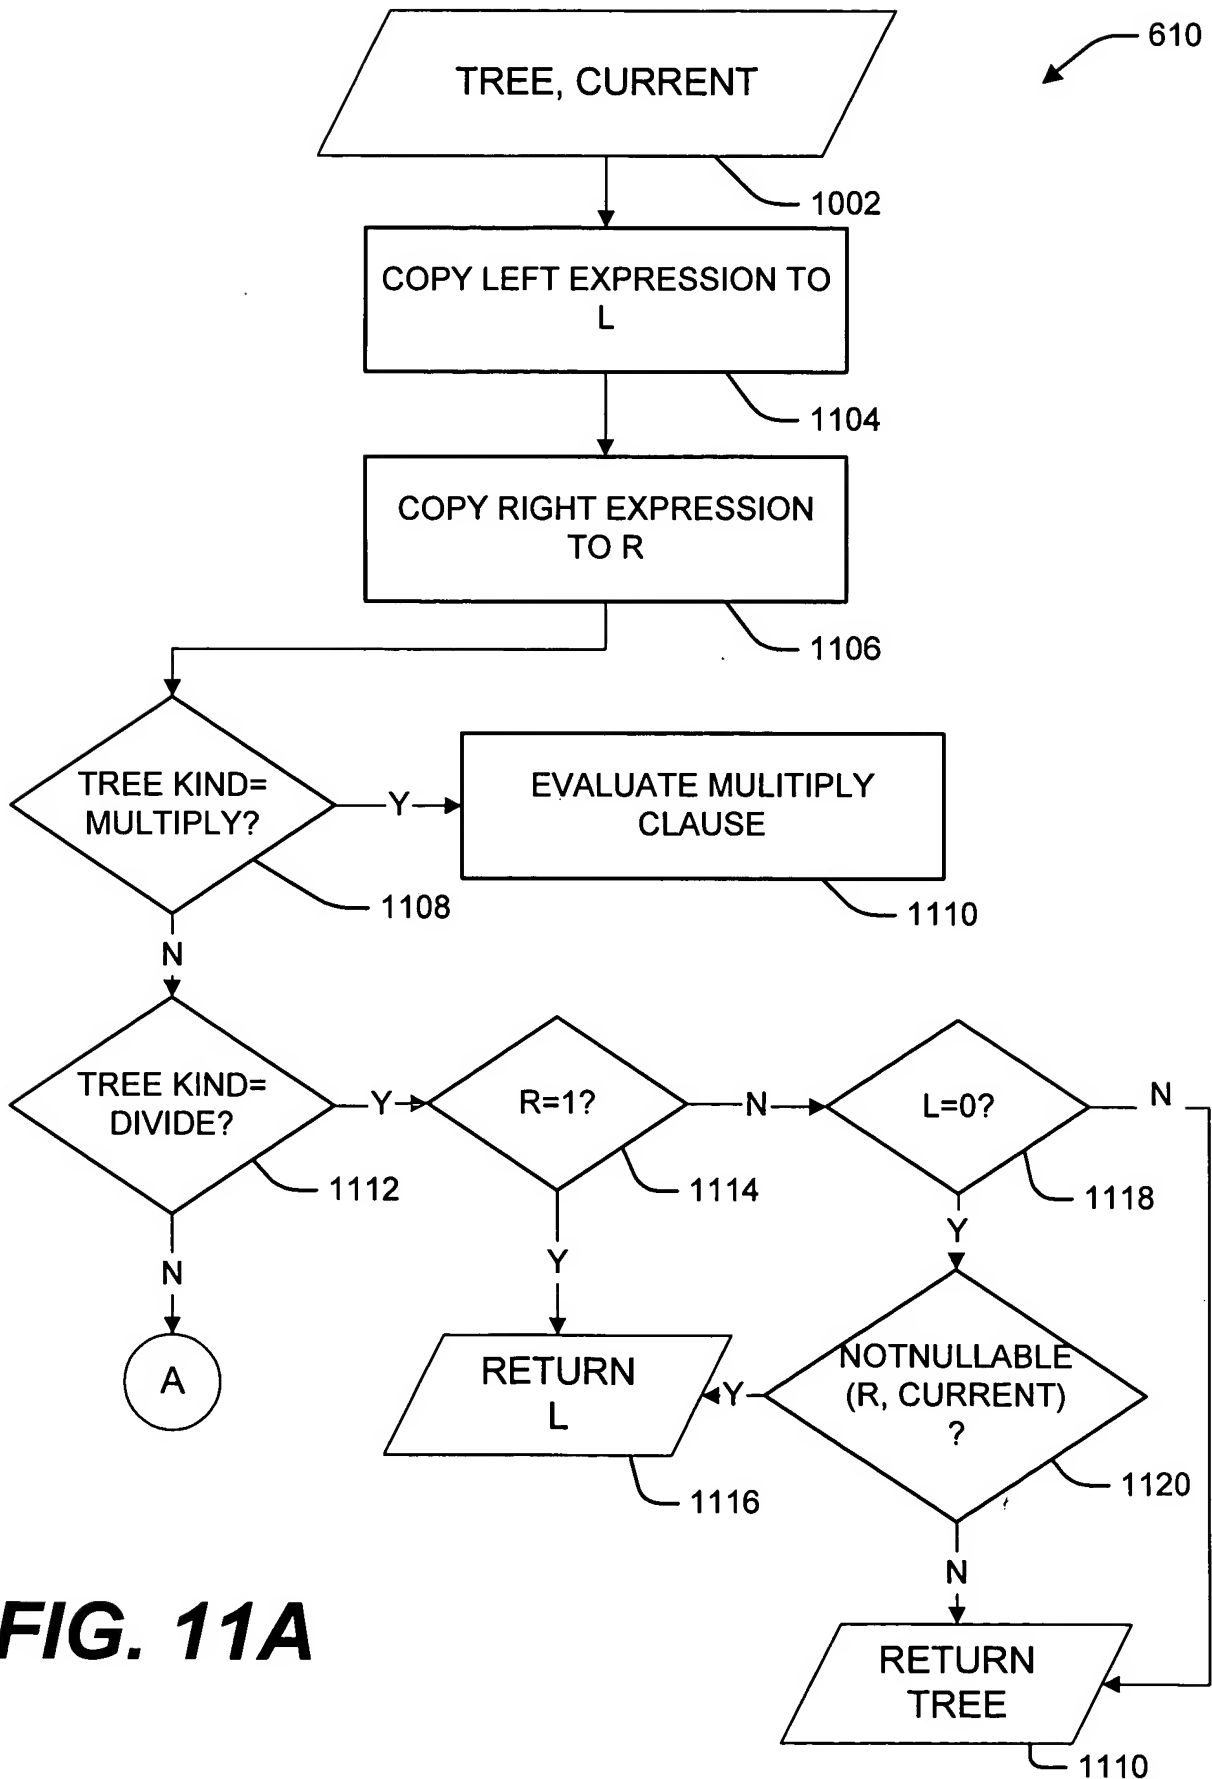 610
TREE, CURRENT
1002
COPY LEFT EXPRESSION TO
L
1104
COPY RIGHT EXPRESSION
TO R
1106
TREE KIND=
MULTIPLY?
Y
EVALUATE MULITIPLY
CLAUSE
1108
1110
N
TREE KIND=
DIVIDE?
Y
R=1?
N
L=0?
N
1112
1114
1118
N
Y
Y
A
RETURN
L
Y
NOTNULLABLE
(R, CURRENT)
?
1116
1120
N
FIG. 11A
RETURN
TREE
1110